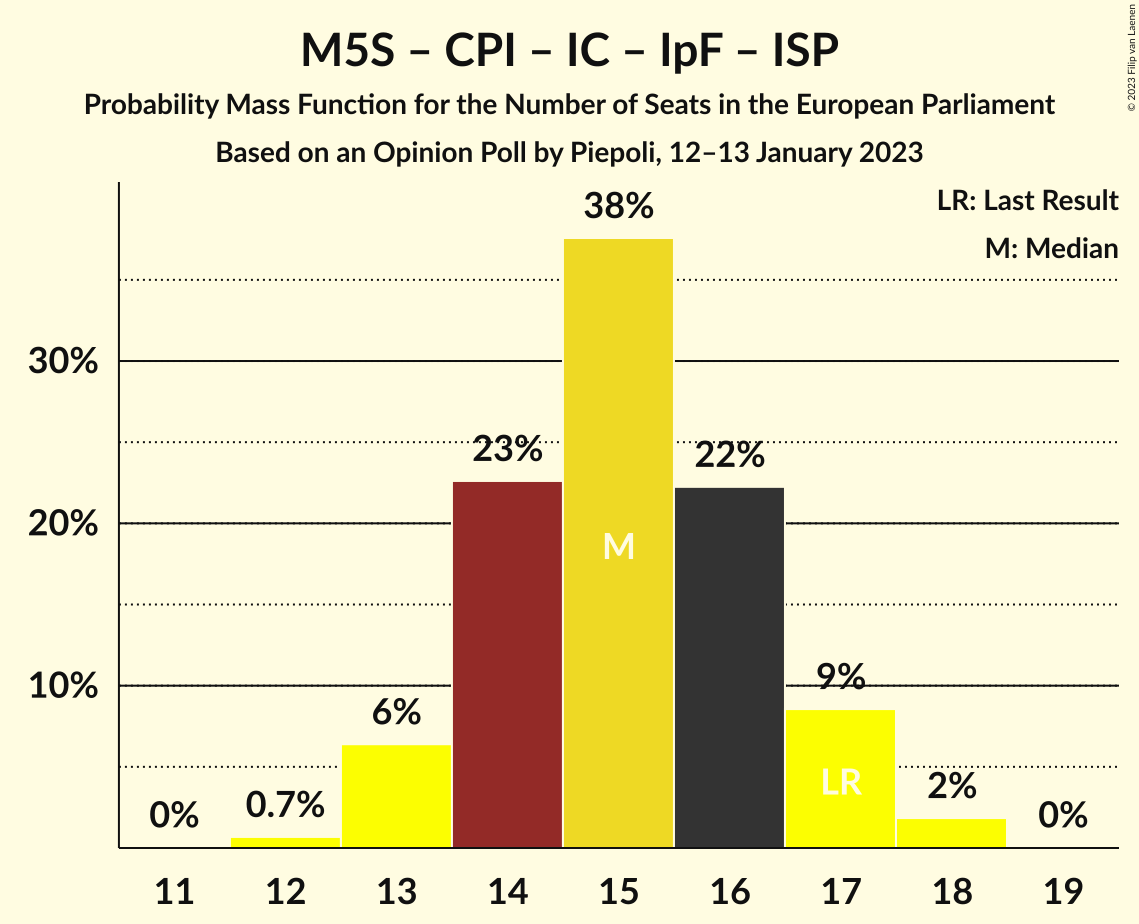 M5S – CPI – IC – IpF – ISP
Probability Mass Function for the Number of Seats in the European Parliament
Based on an Opinion Poll by Piepoli, 12–13 January 2023
© 2023 Filip van Laenen
LR: Last Result
M: Median
38%
30%
23%
22%
20%
M
10%
9%
6%
LR
2%
0.7%
0%
0%
11 12 13 14 15 16 17 18 19